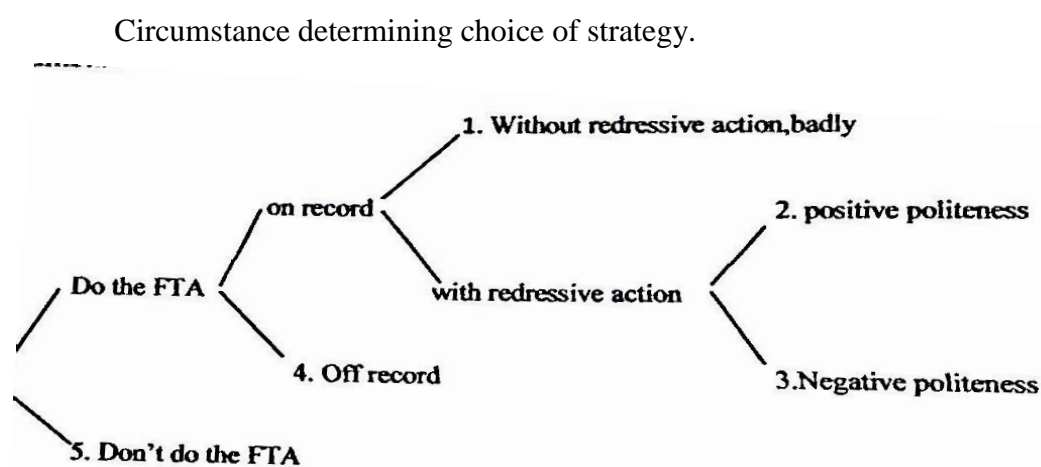 Circumstance determining choice of strategy.
1. Without redressive action,badly
on record
2. positive politeness
Do the FTA
with redressive action
4. Off record
3.Negative politeness
5. Don't do the FTA